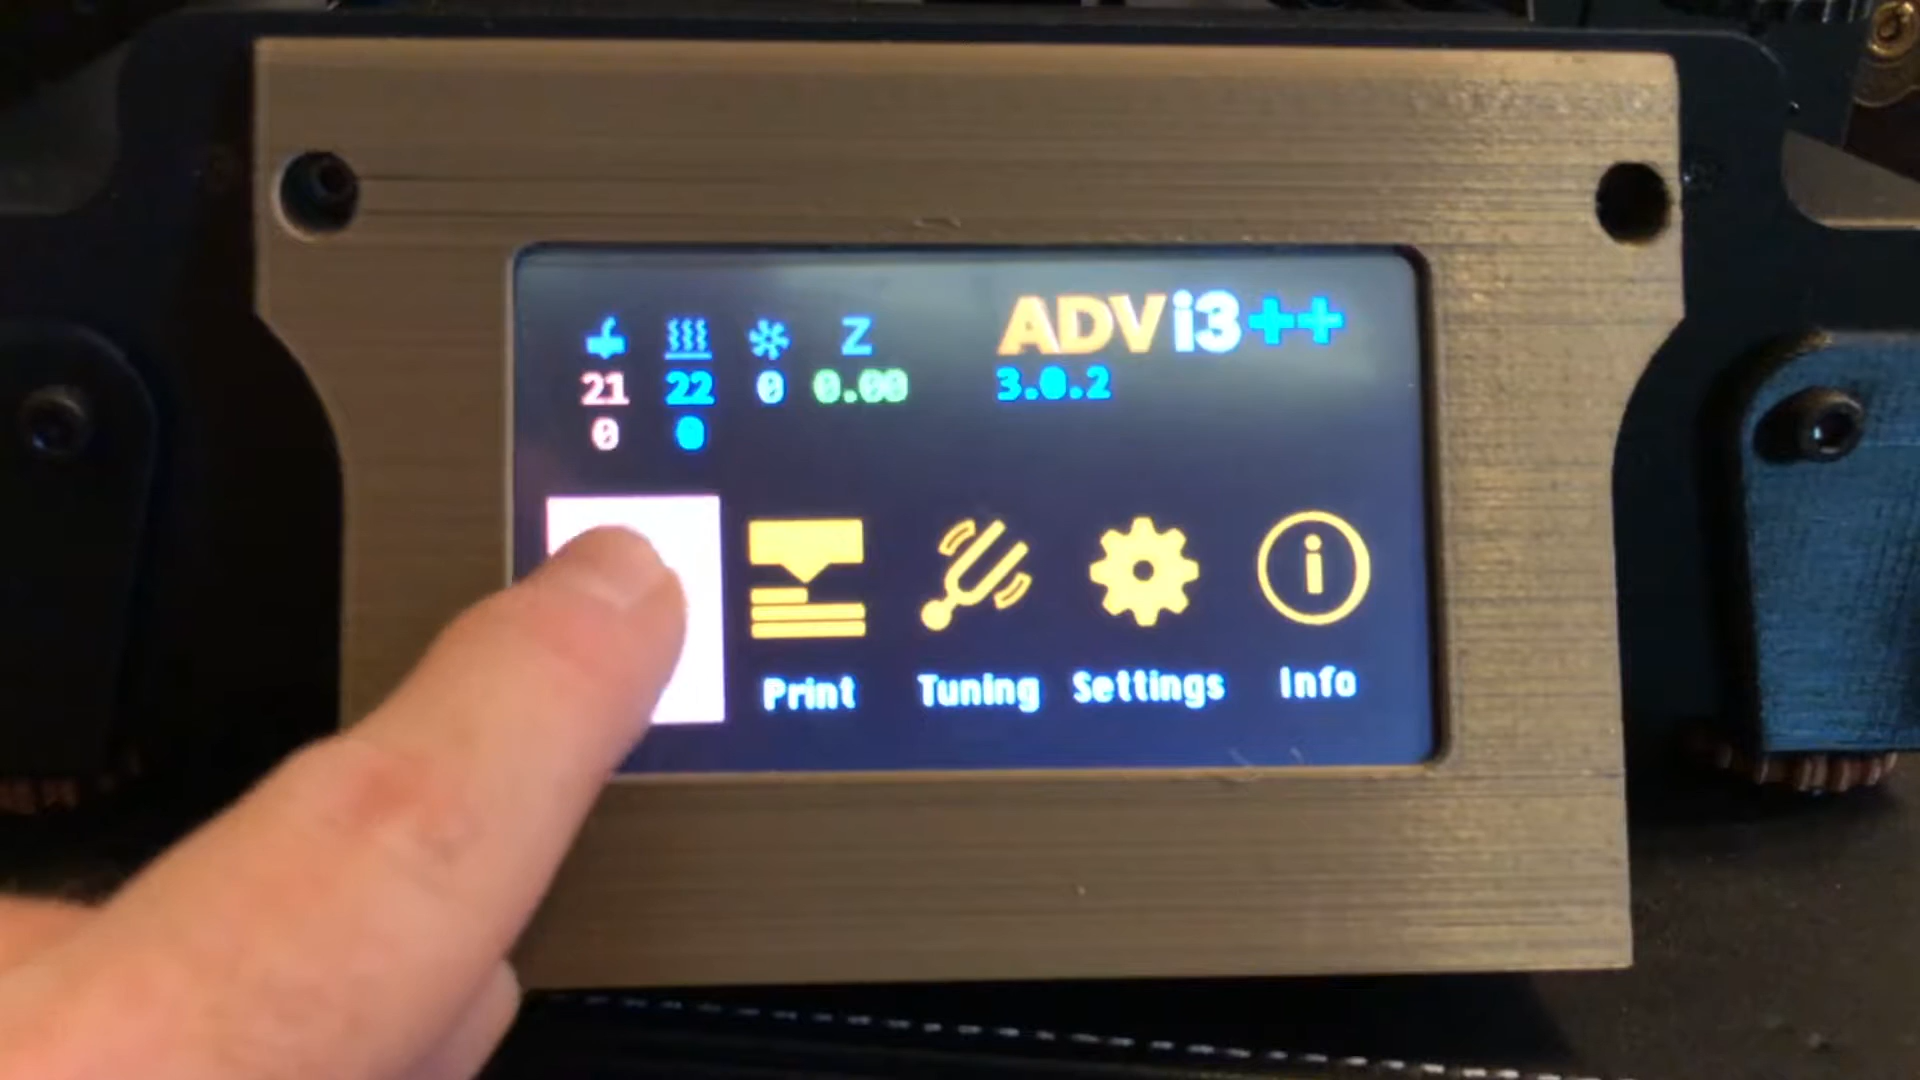 Z
ADVi3++
21 22 0 0.00 3.0.2
0 0
Print Tuning Settings Info